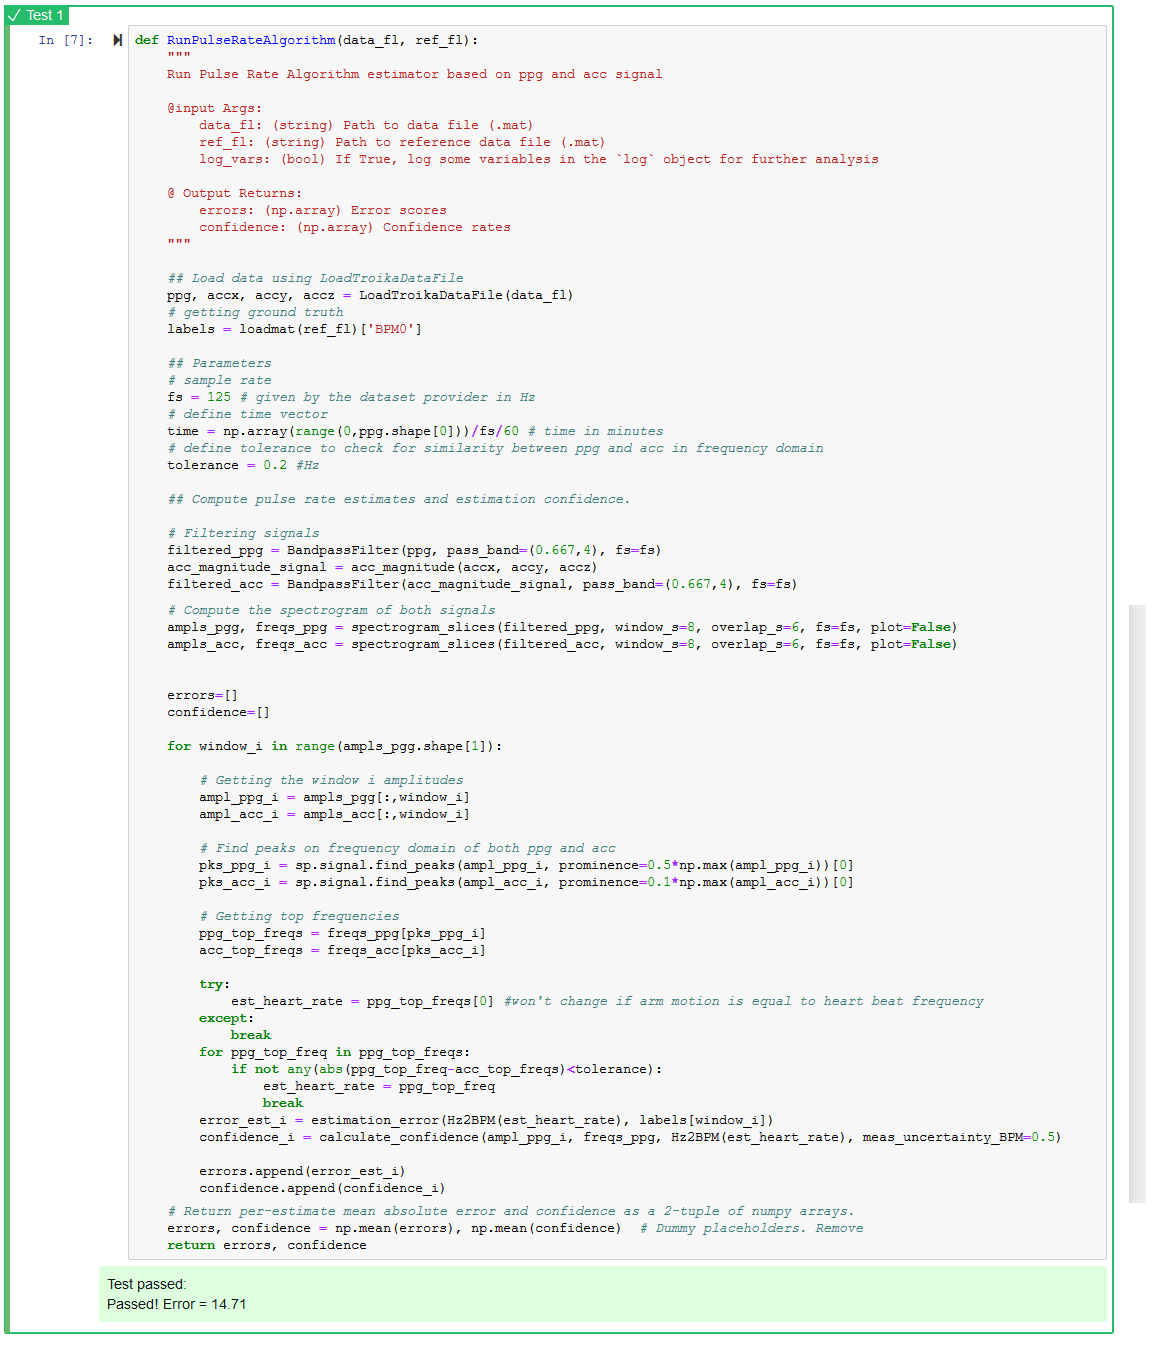 ✓ Test 1
In [7]: def RunPulseRateAlgorithm(data_fl, ref_fl):
"""
Run Pulse Rate Algorithm estimator based on ppg and acc signal
@input Args:
data_fl: (string) Path to data file (.mat)
ref_fl: (string) Path to reference data file (.mat)
log_vars: (bool) If True, log some variables in the `log` object for further analysis
@ Output Returns:
errors: (np.array) Error scores
confidence: (np.array) Confidence rates
"""
## Load data using LoadTroikaDataFile
ppg, accx, accy, accz = LoadTroikaDataFile(data_fl)
# getting ground truth
labels = loadmat(ref_fl)['BPM0']
## Parameters
# sample rate
fs = 125 # given by the dataset provider in Hz
# define time vector
time = np.array(range(0,ppg.shape[0]))/fs/60 # time in minutes
# define tolerance to check for similarity between ppg and acc in frequency domain
tolerance = 0.2 #Hz
## Compute pulse rate estimates and estimation confidence.
# Filtering signals
filtered_ppg = BandpassFilter(ppg, pass_band=(0.667,4), fs=fs)
acc_magnitude_signal = acc_magnitude(accx, accy, accz)
filtered_acc = BandpassFilter(acc_magnitude_signal, pass_band=(0.667,4), fs=fs)
# Compute the spectrogram of both signals
ampls_pgg, freqs_ppg = spectrogram_slices(filtered_ppg, window_s=8, overlap_s=6, fs=fs, plot=False)
ampls_acc, freqs_acc = spectrogram_slices(filtered_acc, window_s=8, overlap_s=6, fs=fs, plot=False)
errors=[]
confidence=[]
for window_i in range(ampls_pgg.shape[1]):
# Getting the window i amplitudes
ampl_ppg_i = ampls_pgg[:,window_i]
ampl_acc_i = ampls_acc[:,window_i]
# Find peaks on frequency domain of both ppg and acc
pks_ppg_i = sp.signal.find_peaks(ampl_ppg_i, prominence=0.5*np.max(ampl_ppg_i))[0]
pks_acc_i = sp.signal.find_peaks(ampl_acc_i, prominence=0.1*np.max(ampl_acc_i))[0]
# Getting top frequencies
ppg_top_freqs = freqs_ppg[pks_ppg_i]
acc_top_freqs = freqs_acc[pks_acc_i]
try:
est_heart_rate = ppg_top_freqs[0] #won't change if arm motion is equal to heart beat frequency
except:
break
for ppg_top_freq in ppg_top_freqs:
if not any(abs(ppg_top_freq-acc_top_freqs)<tolerance):
est_heart_rate = ppg_top_freq
break
error_est_i = estimation_error(Hz2BPM(est_heart_rate), labels[window_i])
confidence_i = calculate_confidence(ampl_ppg_i, freqs_ppg, Hz2BPM(est_heart_rate), meas_uncertainty_BPM=0.5)
errors.append(error_est_i)
confidence.append(confidence_i)
# Return per-estimate mean absolute error and confidence as a 2-tuple of numpy arrays.
errors, confidence = np.mean(errors), np.mean(confidence)  # Dummy placeholders. Remove
return errors, confidence
Test passed:
Passed! Error = 14.71